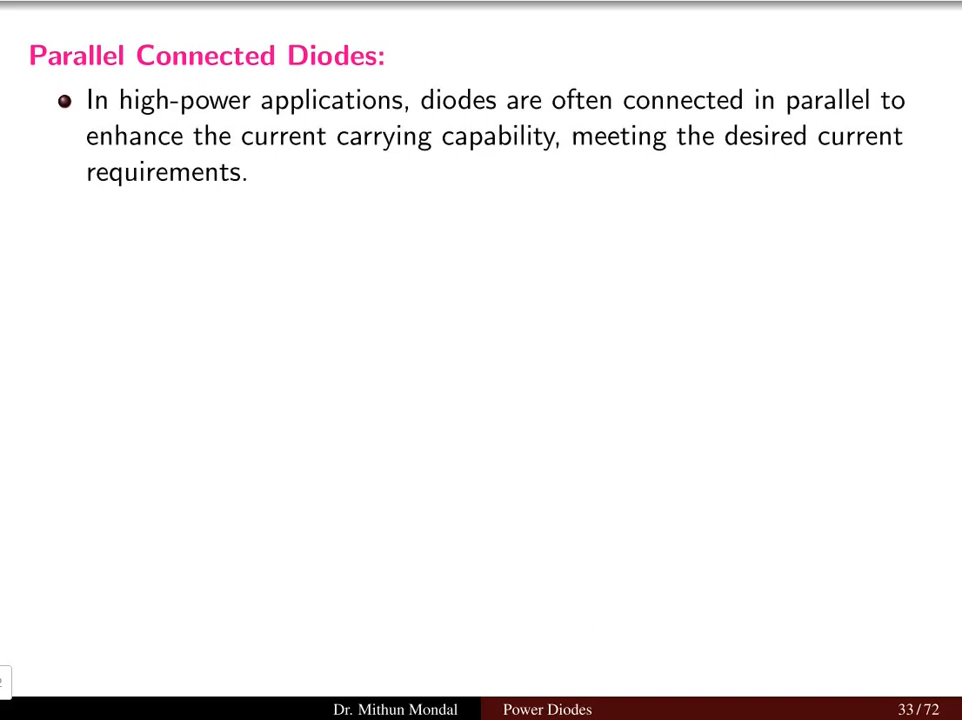 Parallel Connected Diodes:
In high-power applications, diodes are often connected in parallel to
enhance the current carrying capability, meeting the desired current
requirements.
Dr. Mithun Mondal
Power Diodes
33 / 72